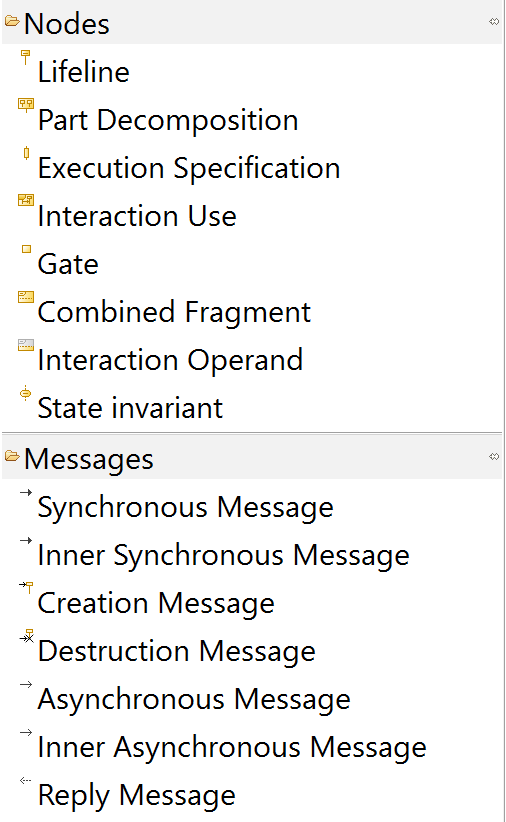 Nodes
Lifeline
Part Decomposition
Execution Specification
Interaction Use
Gate
Combined Fragment
Interaction Operand
State invariant
Messages
Synchronous Message
Inner Synchronous Message
Creation Message
Destruction Message
Asynchronous Message
Inner Asynchronous Message
Reply Message